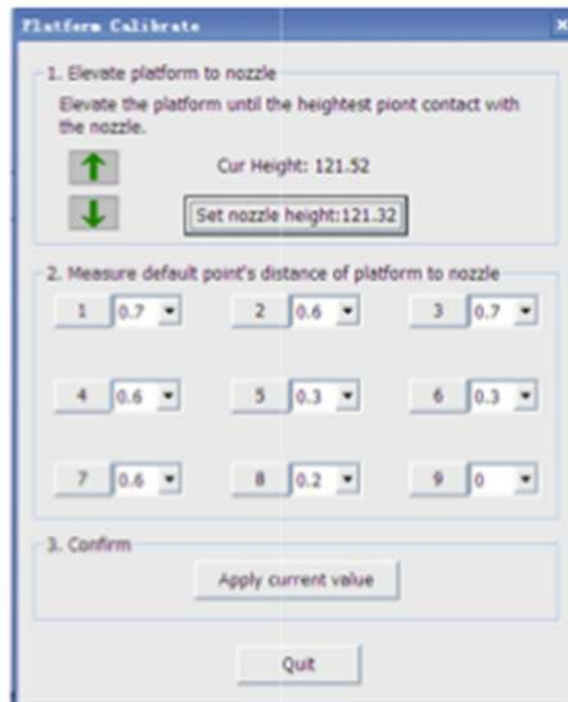 Platform Calibrate
1. Elevate platform to nozzle
Elevate the platform until the heightest piont contact with
the nozzle.
Cur Height: 121.52
Set nozzle height:121.32
2. Measure default point's distance of platform to nozzle
1 0.7 2 0.6 3 0.7
4 0.6 5 0.3 6 0.3
7 0.6 8 0.2 9 0
3. Confirm
Apply current value
Quit